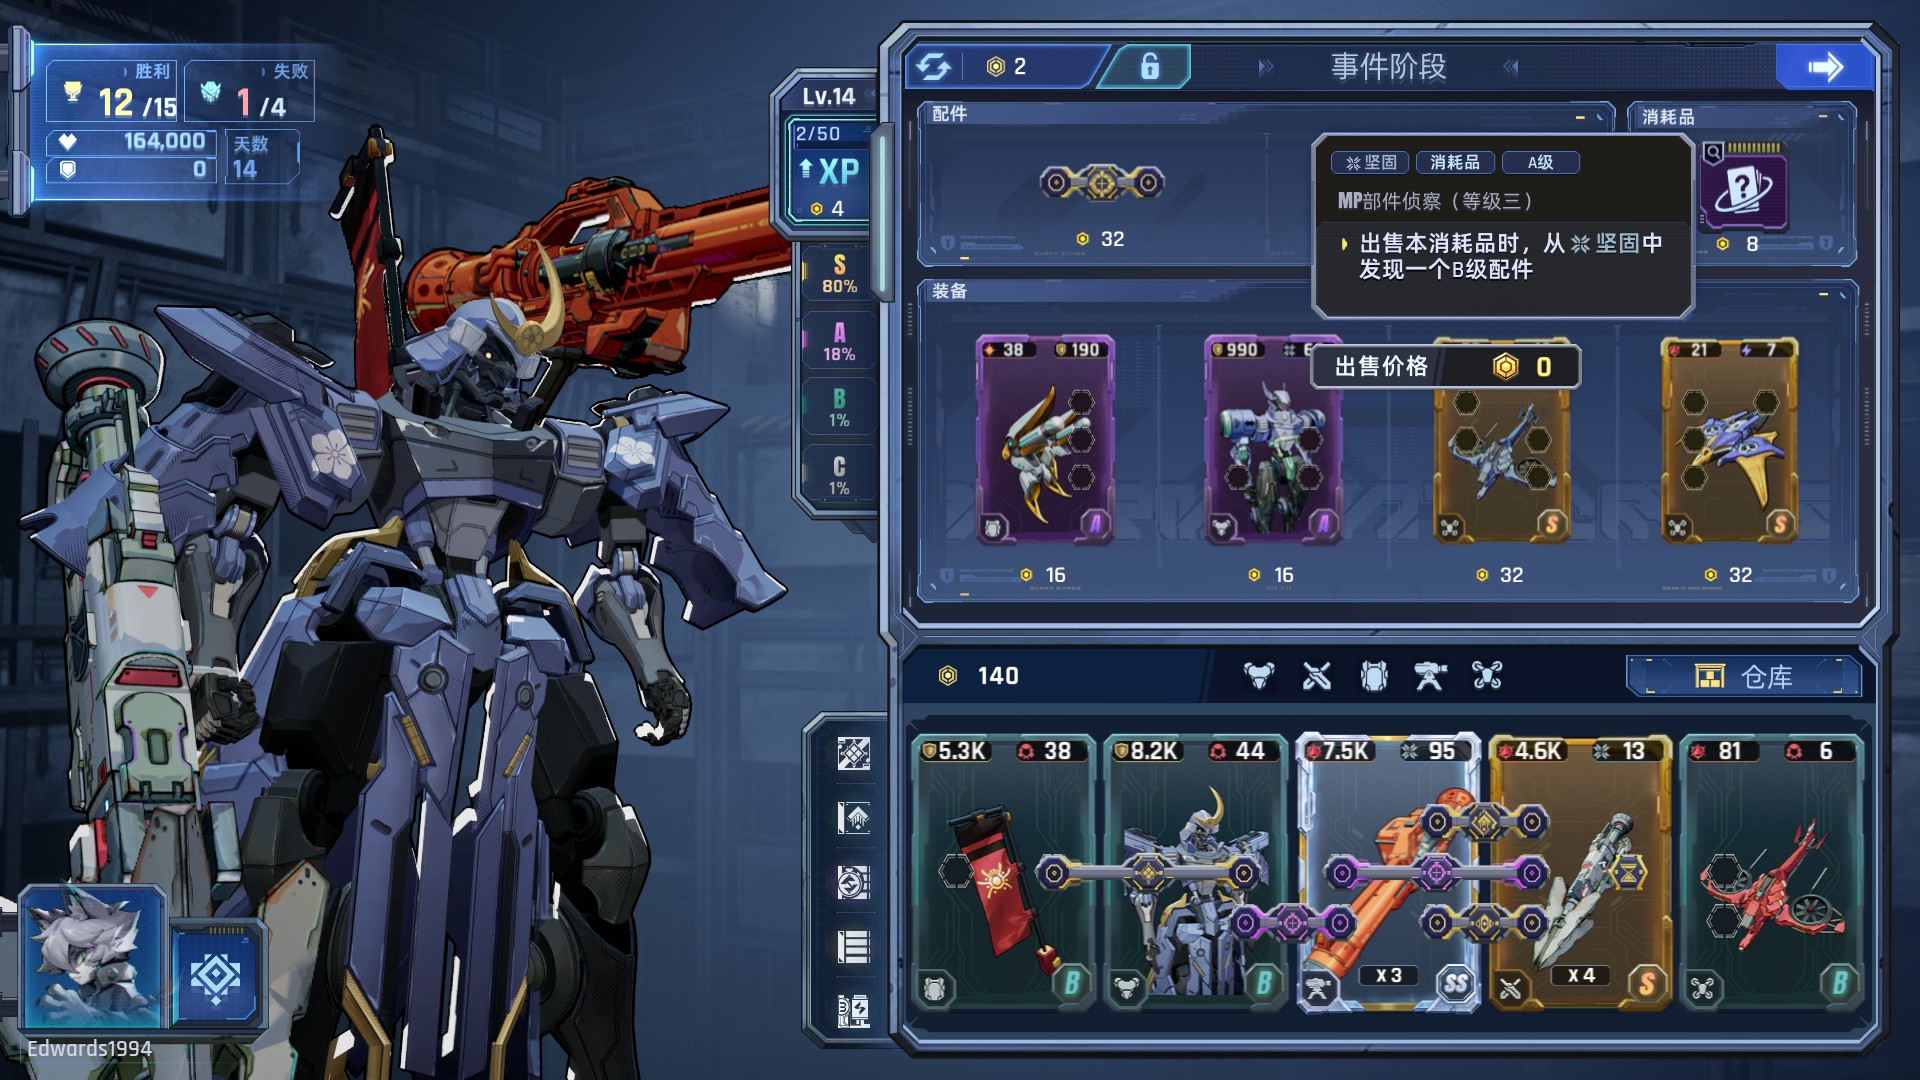 胜利
12 /15
失败
1 /4
164,000
0
天数
14
Lv.14
2/50
XP
4
S
80%
A
18%
B
1%
C
1%
2
事件阶段
配件
32
消耗品
8
坚固
消耗品
A级
MP部件侦察（等级三）
出售本消耗品时，从坚固中
发现一个B级配件
出售价格
0
装备
38
190
A
16
990
A
16
S
32
21
7
S
32
140
仓库
5.3K
38
B
8.2K
44
B
7.5K
95
x3
SS
4.6K
13
x4
S
81
6
B
Edwards1994